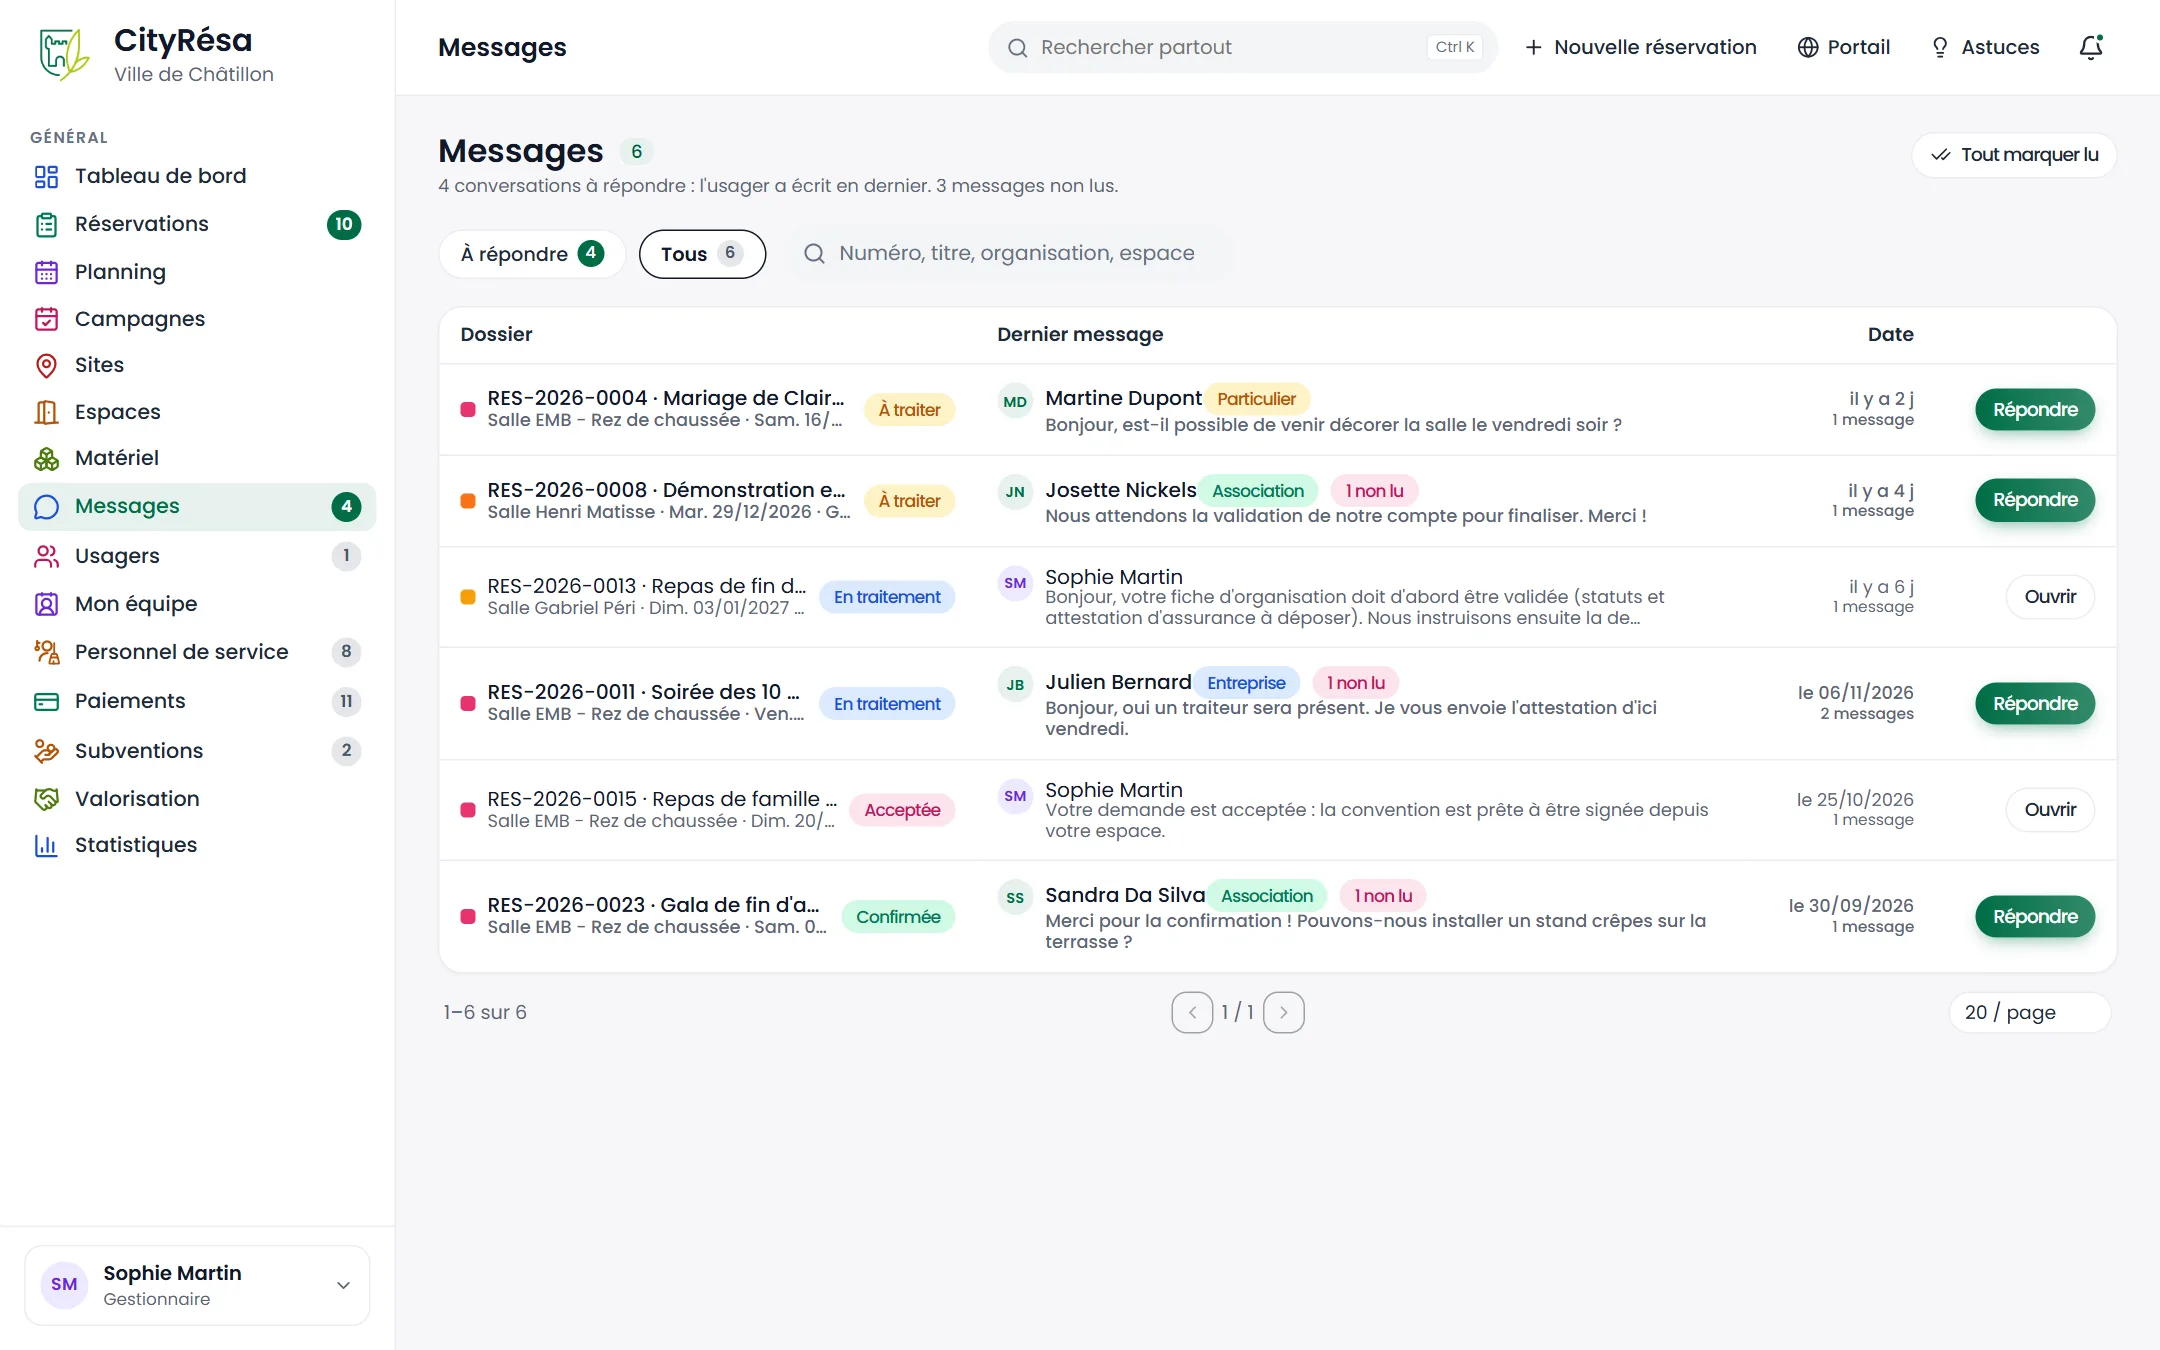 CityRésa
Ville de Châtillon
GÉNÉRAL
Tableau de bord
Réservations 10
Planning
Campagnes
Sites
Espaces
Matériel
Messages 4
Usagers 1
Mon équipe
Personnel de service 8
Paiements 11
Subventions 2
Valorisation
Statistiques
SM Sophie Martin
Gestionnaire
Messages
Rechercher partout Ctrl K
Nouvelle réservation
Portail
Astuces
Messages 6
4 conversations à répondre : l'usager a écrit en dernier. 3 messages non lus.
Tout marquer lu
À répondre 4
Tous 6
Numéro, titre, organisation, espace
Dossier Dernier message Date
RES-2026-0004 · Mariage de Clair...
Salle EMB - Rez de chaussée · Sam. 16/...
À traiter
MD Martine Dupont Particulier
Bonjour, est-il possible de venir décorer la salle le vendredi soir ?
il y a 2 j
1 message
Répondre
RES-2026-0008 · Démonstration e...
Salle Henri Matisse · Mar. 29/12/2026 · G...
À traiter
JN Josette Nickels Association 1 non lu
Nous attendons la validation de notre compte pour finaliser. Merci !
il y a 4 j
1 message
Répondre
RES-2026-0013 · Repas de fin d...
Salle Gabriel Péri · Dim. 03/01/2027 ...
En traitement
SM Sophie Martin
Bonjour, votre fiche d'organisation doit d'abord être validée (statuts et
attestation d'assurance à déposer). Nous instruisons ensuite la de...
il y a 6 j
1 message
Ouvrir
RES-2026-0011 · Soirée des 10 ...
Salle EMB - Rez de chaussée · Ven....
En traitement
JB Julien Bernard Entreprise 1 non lu
Bonjour, oui un traiteur sera présent. Je vous envoie l'attestation d'ici
vendredi.
le 06/11/2026
2 messages
Répondre
RES-2026-0015 · Repas de famille ...
Salle EMB - Rez de chaussée · Dim. 20/...
Acceptée
SM Sophie Martin
Votre demande est acceptée : la convention est prête à être signée depuis
votre espace.
le 25/10/2026
1 message
Ouvrir
RES-2026-0023 · Gala de fin d'a...
Salle EMB - Rez de chaussée · Sam. 0...
Confirmée
SS Sandra Da Silva Association 1 non lu
Merci pour la confirmation ! Pouvons-nous installer un stand crêpes sur la
terrasse ?
le 30/09/2026
1 message
Répondre
1–6 sur 6
1 / 1
20 / page